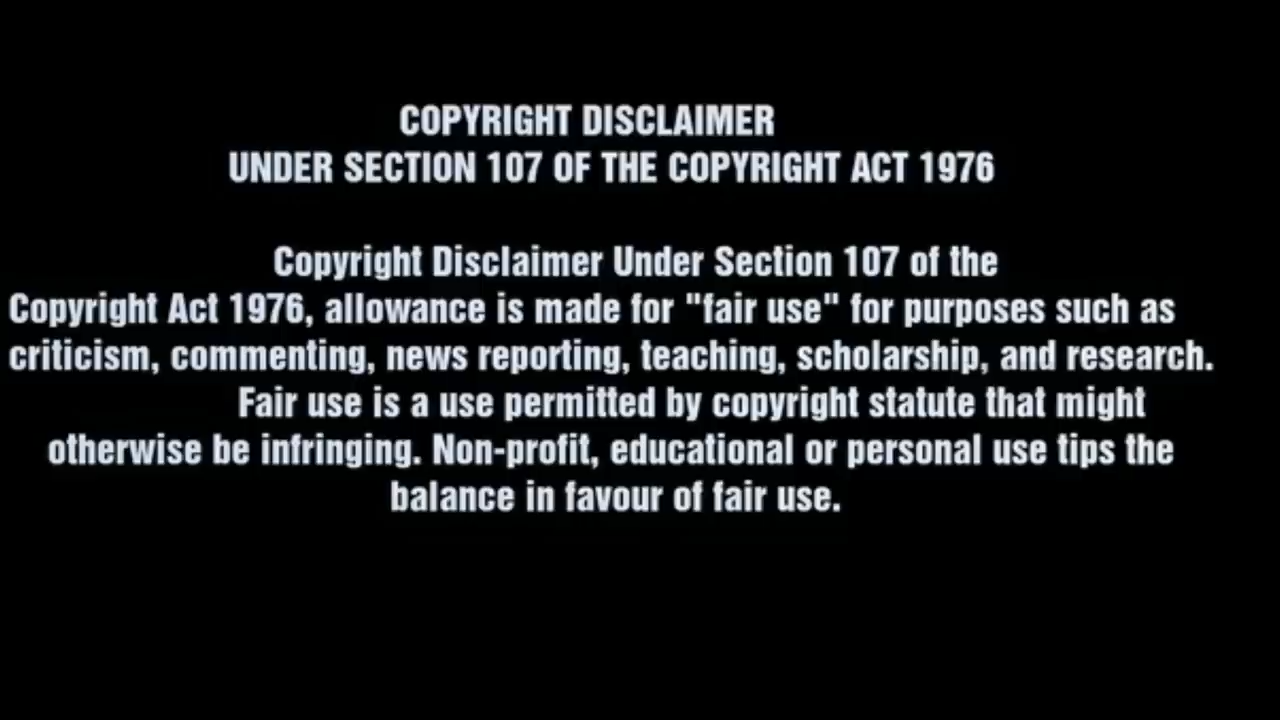 COPYRIGHT DISCLAIMER
UNDER SECTION 107 OF THE COPYRIGHT ACT 1976
Copyright Disclaimer Under Section 107 of the
Copyright Act 1976, allowance is made for "fair use" for purposes such as
criticism, commenting, news reporting, teaching, scholarship, and research.
Fair use is a use permitted by copyright statute that might
otherwise be infringing. Non-profit, educational or personal use tips the
balance in favour of fair use.